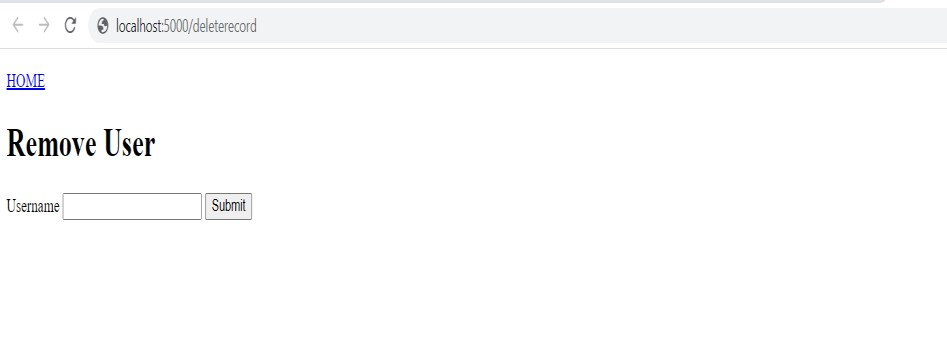 localhost:5000/deleterecord
HOME
Remove User
Username Submit